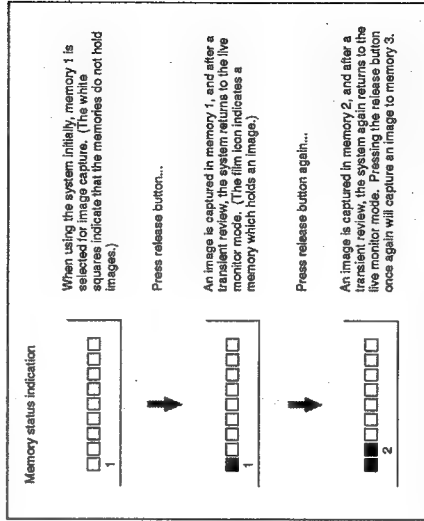 Memory status indication
1
When using the system initially, memory 1 is
selected for image capture. (The white
squares indicate that the memories do not hold
images.)
Press release button...
1
An image is captured in memory 1, and after a
transient review, the system returns to the live
monitor mode. (The film icon indicates a
memory which holds an image.)
Press release button again...
2
An image is captured in memory 2, and after a
transient review, the system again returns to the
live monitor mode. Pressing the release button
once again will capture an image to memory 3.